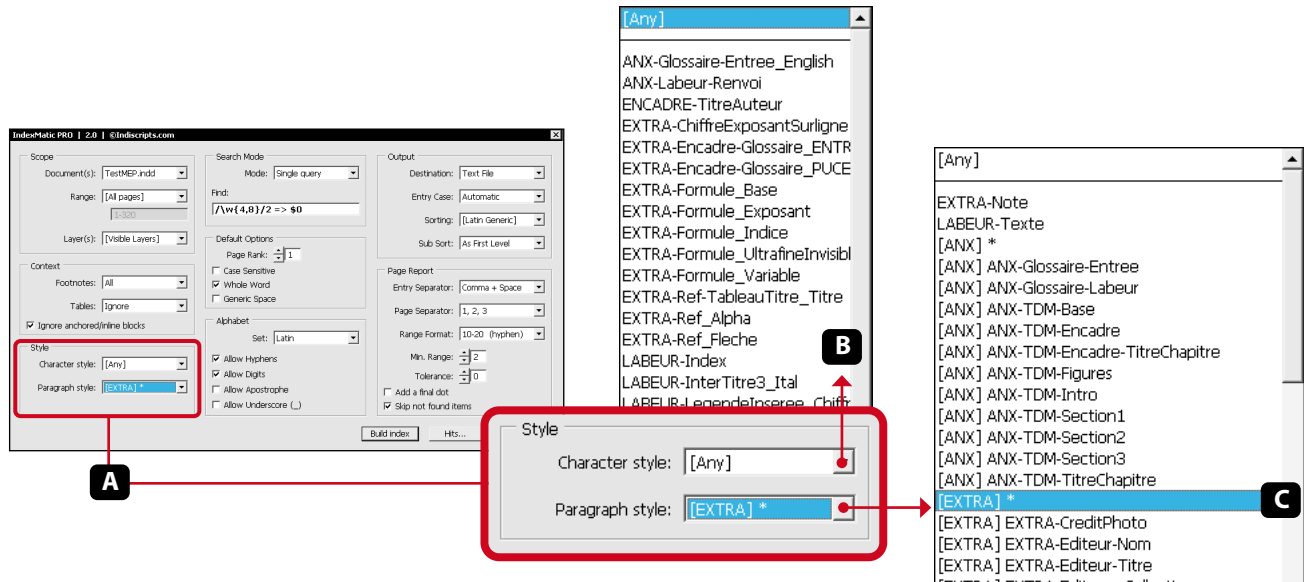 IndexMatic PRO | 2.0 | ©Indiscripts.com
Scope
Document(s): TestMEP.indd
Range: [All pages]
1-320
Layer(s): [Visible Layers]
Context
Footnotes: All
Tables: Ignore
Ignore anchored/inline blocks
Style
Character style: [Any]
Paragraph style: [EXTRA] *
Search Mode
Mode: Single query
Find:
/\w{4,8}/2 => $0
Default Options
Page Rank: 1
Case Sensitive
Whole Word
Generic Space
Alphabet
Set: Latin
Allow Hyphens
Allow Digits
Allow Apostrophe
Allow Underscore (_)
Output
Destination: Text File
Entry Case: Automatic
Sorting: [Latin Generic]
Sub Sort: As First Level
Page Report
Entry Separator: Comma + Space
Page Separator: 1, 2, 3
Range Format: 10-20 (hyphen)
Min. Range: 2
Tolerance: 0
Add a final dot
Skip not found items
Build index
Hits...
A
Style
Character style: [Any]
Paragraph style: [EXTRA] *
[Any]
ANX-Glossaire-Entree_English
ANX-Labeur-Renvoi
ENCADRE-TitreAuteur
EXTRA-ChiffreExposantSurligne
EXTRA-Encadre-Glossaire_ENTR
EXTRA-Encadre-Glossaire_PUCE
EXTRA-Formule_Base
EXTRA-Formule_Exposant
EXTRA-Formule_Indice
EXTRA-Formule_UltrafineInvisibl
EXTRA-Formule_Variable
EXTRA-Ref-TableauTitre_Titre
EXTRA-Ref_Alpha
EXTRA-Ref_Fleche
LABEUR-Index
LABEUR-InterTitre3_Ital
LABEUR-LegendeInseree_Chiffr
B
[Any]
EXTRA-Note
LABEUR-Texte
[ANX] *
[ANX] ANX-Glossaire-Entree
[ANX] ANX-Glossaire-Labeur
[ANX] ANX-TDM-Base
[ANX] ANX-TDM-Encadre
[ANX] ANX-TDM-Encadre-TitreChapitre
[ANX] ANX-TDM-Figures
[ANX] ANX-TDM-Intro
[ANX] ANX-TDM-Section1
[ANX] ANX-TDM-Section2
[ANX] ANX-TDM-Section3
[ANX] ANX-TDM-TitreChapitre
[EXTRA] *
C
[EXTRA] EXTRA-CreditPhoto
[EXTRA] EXTRA-Editeur-Nom
[EXTRA] EXTRA-Editeur-Titre